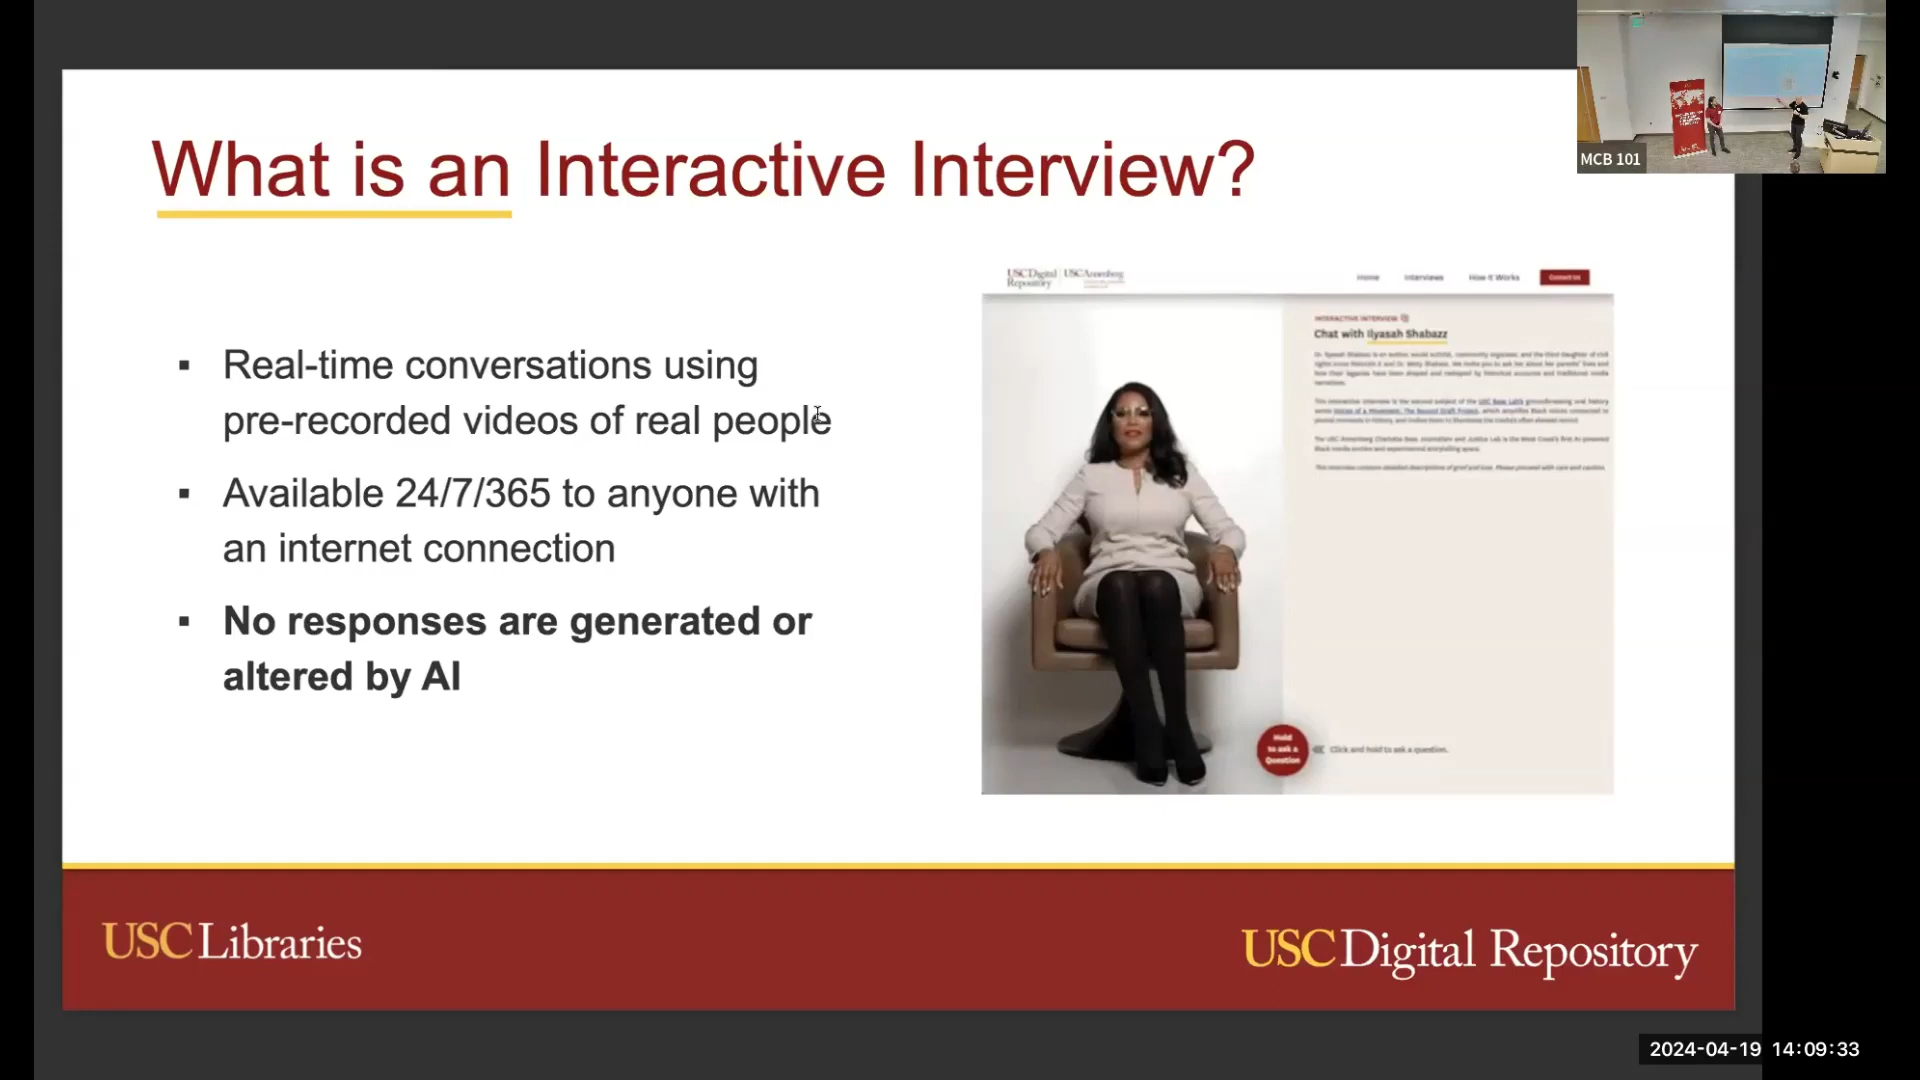 What is an Interactive Interview?
MCB 101
▪ Real-time conversations using
pre-recorded videos of real people
▪ Available 24/7/365 to anyone with
an internet connection
▪ No responses are generated or
altered by AI
USC Digital Repository | USC Annenberg
Home Interviews How It Works Contact Us
INTERACTIVE INTERVIEW
Chat with Ilyasah Shabazz
Hold
to ask a
Question
Click and hold to ask a question.
USC Libraries
USC Digital Repository
2024-04-19 14:09:33